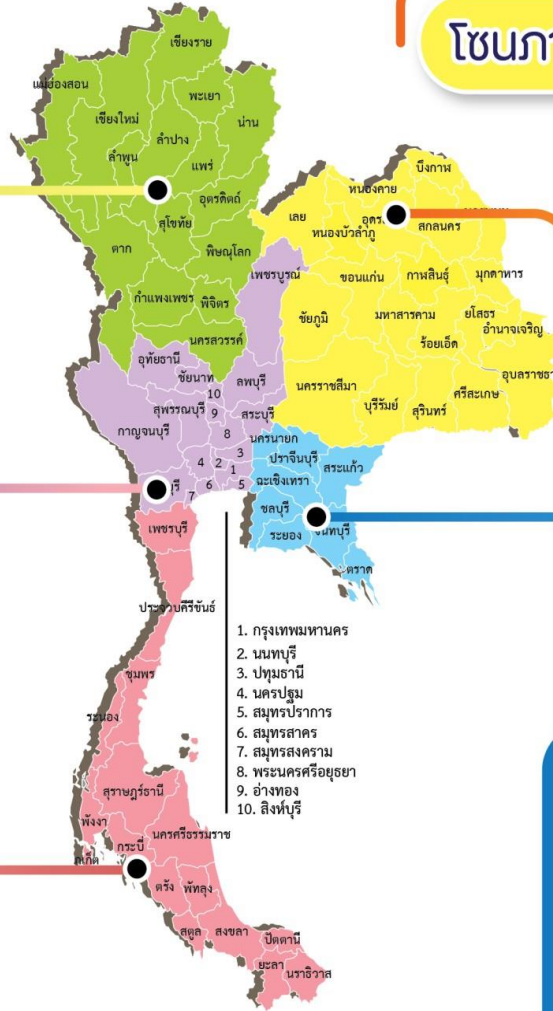 เชียงราย
แม่ฮ่องสอน
พะเยา
เชียงใหม่
น่าน
ลำปาง
ลำพูน
แพร่
อุตรดิตถ์
สุโขทัย
ตาก
พิษณุโลก
กำแพงเพชร
พิจิตร
นครสวรรค์
บึงกาฬ
หนองคาย
เลย
สกลนคร
หนองบัวลำภู
ขอนแก่น
กาฬสินธุ์
มุกดาหาร
ชัยภูมิ
มหาสารคาม
ยโสธร
ร้อยเอ็ด
อำนาจเจริญ
นครราชสีมา
บุรีรัมย์
สุรินทร์
ศรีสะเกษ
เพชรบูรณ์
อุทัยธานี
ชัยนาท
ลพบุรี
10
สุพรรณบุรี
9
สระบุรี
กาญจนบุรี
8
3
4
2
1
6
5
7
นครนายก
ปราจีนบุรี
สระแก้ว
ฉะเชิงเทรา
ชลบุรี
ระยอง
ตราด
เพชรบุรี
ประจวบคีรีขันธ์
ชุมพร
ระนอง
สุราษฎร์ธานี
พังงา
นครศรีธรรมราช
กระบี่
ภูเก็ต
ตรัง
พัทลุง
สตูล
สงขลา
ปัตตานี
ยะลา
นราธิวาส
1. กรุงเทพมหานคร
2. นนทบุรี
3. ปทุมธานี
4. นครปฐม
5. สมุทรปราการ
6. สมุทรสาคร
7. สมุทรสงคราม
8. พระนครศรีอยุธยา
9. อ่างทอง
10. สิงห์บุรี